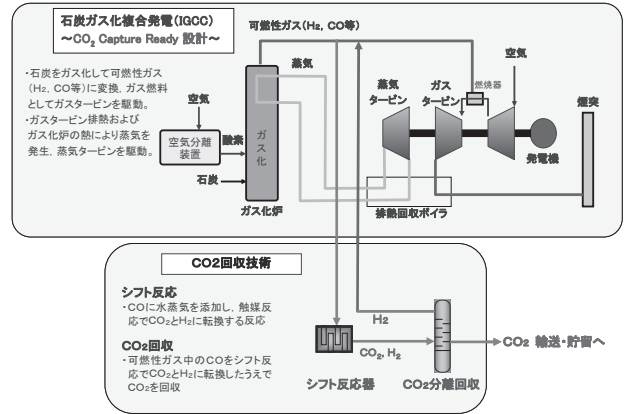 石炭ガス化複合発電(IGCC)
～CO2 Capture Ready 設計～
・石炭をガス化して可燃性ガス
(H2, CO等)に変換, ガス燃料
としてガスタービンを駆動。
・ガスタービン排熱および
ガス化炉の熱により蒸気を
発生, 蒸気タービンを駆動。
可燃性ガス(H2, CO等)
蒸気
空気
空気分離
装置
酸素
石炭
ガス化
ガス化炉
蒸気
タービン
ガス
タービン
燃焼器
空気
発電機
煙突
排熱回収ボイラ
CO2回収技術
シフト反応
・COに水蒸気を添加し, 触媒反
応でCO2とH2に転換する反応
CO2回収
・可燃性ガス中のCOをシフト反
応でCO2とH2に転換したうえで
CO2を回収
H2
CO2, H2
シフト反応器
CO2分離回収
CO2 輸送・貯留へ